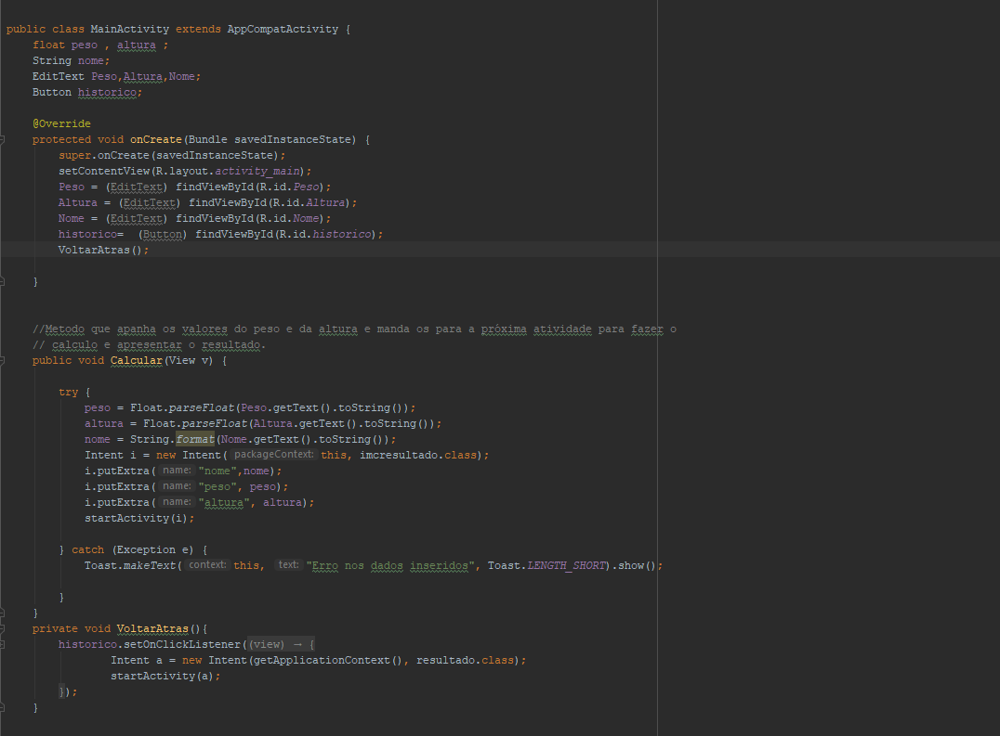 public class MainActivity extends AppCompatActivity {
    float peso , altura ;
    String nome;
    EditText Peso,Altura,Nome;
    Button historico;

    @Override
    protected void onCreate(Bundle savedInstanceState) {
        super.onCreate(savedInstanceState);
        setContentView(R.layout.activity_main);
        Peso = (EditText) findViewById(R.id.Peso);
        Altura = (EditText) findViewById(R.id.Altura);
        Nome = (EditText) findViewById(R.id.Nome);
        historico=  (Button) findViewById(R.id.historico);
        VoltarAtras();

    }

    //Metodo que apanha os valores do peso e da altura e manda os para a próxima atividade para fazer o
    // calculo e apresentar o resultado.
    public void Calcular(View v) {

        try {
            peso = Float.parseFloat(Peso.getText().toString());
            altura = Float.parseFloat(Altura.getText().toString());
            nome = String.format(Nome.getText().toString());
            Intent i = new Intent( packageContext: this, imcresultado.class);
            i.putExtra( name: "nome",nome);
            i.putExtra( name: "peso", peso);
            i.putExtra( name: "altura", altura);
            startActivity(i);

        } catch (Exception e) {
            Toast.makeText( context: this, text: "Erro nos dados inseridos", Toast.LENGTH_SHORT).show();

        }
    }
    private void VoltarAtras(){
        historico.setOnClickListener((view) → {
                Intent a = new Intent(getApplicationContext(), resultado.class);
                startActivity(a);
        });
    }